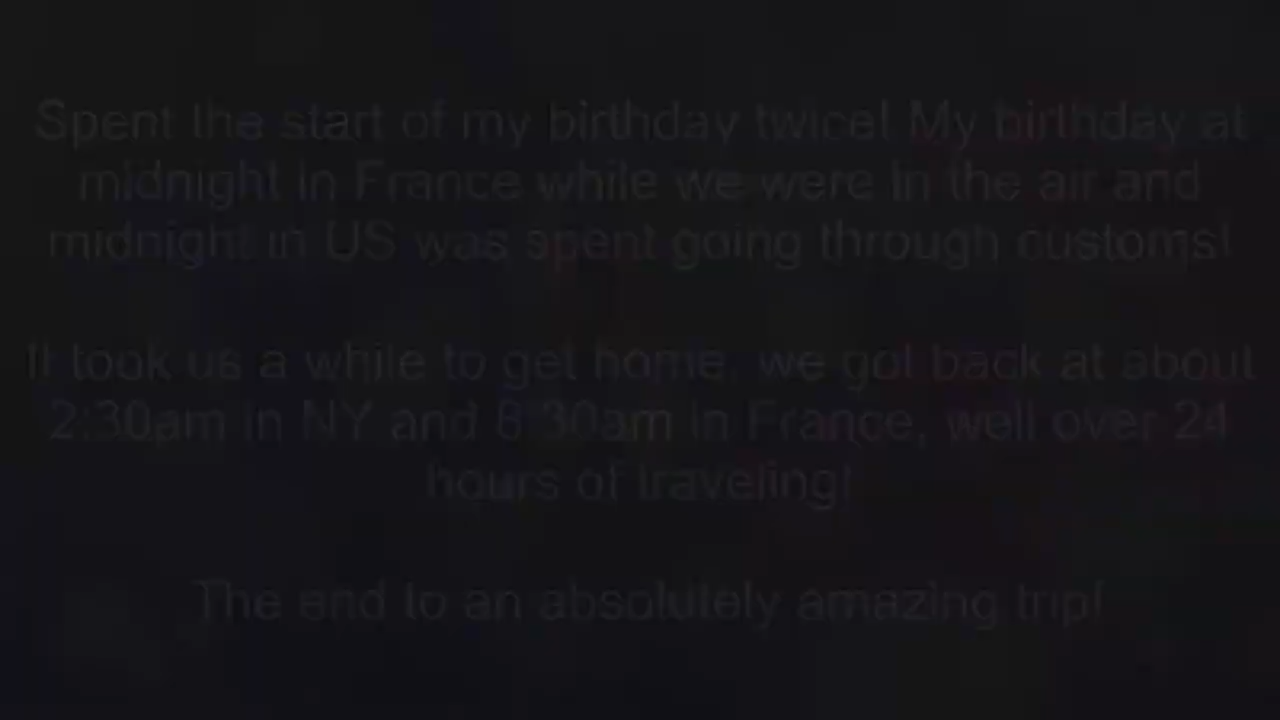 Spent the start of my birthday twice! My birthday at
midnight in France while we were in the air and
midnight in US was spent going through customs!
It took us a while to get home, we got back at about
2:30am in NY and 8:30am in France, well over 24
hours of traveling!
The end to an absolutely amazing trip!